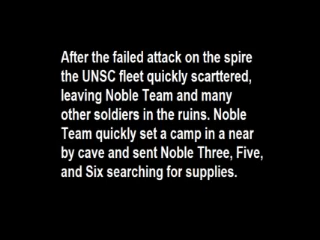 After the failed attack on the spire
the UNSC fleet quickly scarttered,
leaving Noble Team and many
other soldiers in the ruins. Noble
Team quickly set a camp in a near
by cave and sent Noble Three, Five,
and Six searching for supplies.